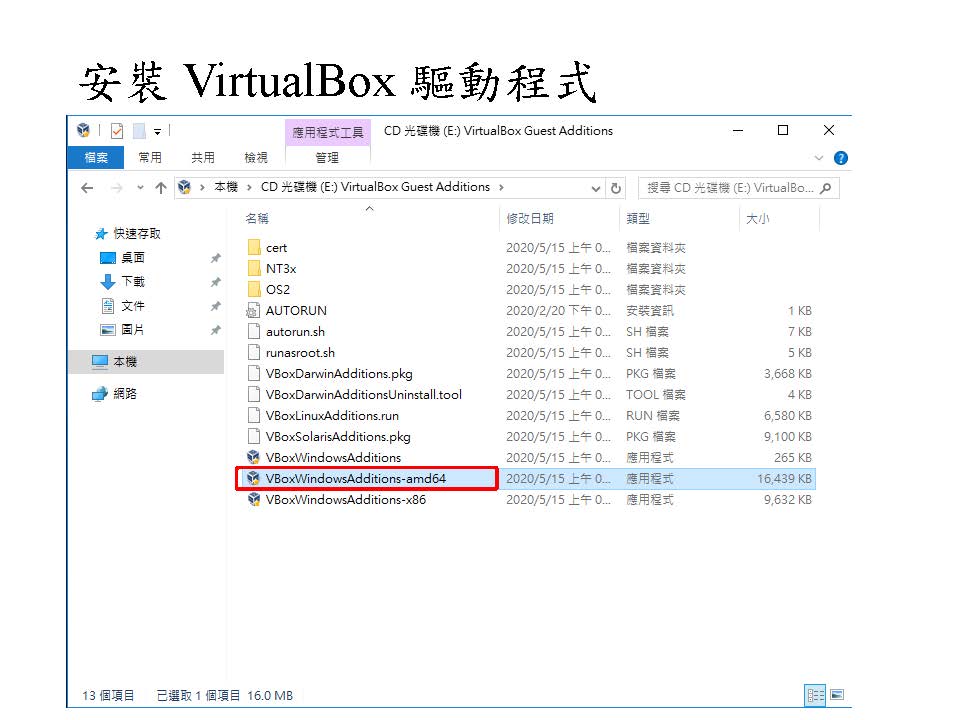 安裝 VirtualBox 驅動程式
應用程式工具 CD 光碟機 (E:) VirtualBox Guest Additions
檔案 常用 共用 檢視 管理
本機 CD 光碟機 (E:) VirtualBox Guest Additions 搜尋 CD 光碟機 (E:) VirtualBo...
名稱 修改日期 類型 大小
快速存取
桌面
下載
文件
圖片
本機
網路
cert 2020/5/15 上午 0... 檔案資料夾
NT3x 2020/5/15 上午 0... 檔案資料夾
OS2 2020/5/15 上午 0... 檔案資料夾
AUTORUN 2020/2/20 下午 0... 安裝資訊 1 KB
autorun.sh 2020/5/15 上午 0... SH 檔案 7 KB
runasroot.sh 2020/5/15 上午 0... SH 檔案 5 KB
VBoxDarwinAdditions.pkg 2020/5/15 上午 0... PKG 檔案 3,668 KB
VBoxDarwinAdditionsUninstall.tool 2020/5/15 上午 0... TOOL 檔案 4 KB
VBoxLinuxAdditions.run 2020/5/15 上午 0... RUN 檔案 6,580 KB
VBoxSolarisAdditions.pkg 2020/5/15 上午 0... PKG 檔案 9,100 KB
VBoxWindowsAdditions 2020/5/15 上午 0... 應用程式 265 KB
VBoxWindowsAdditions-amd64 2020/5/15 上午 0... 應用程式 16,439 KB
VBoxWindowsAdditions-x86 2020/5/15 上午 0... 應用程式 9,632 KB
13 個項目 已選取 1 個項目 16.0 MB